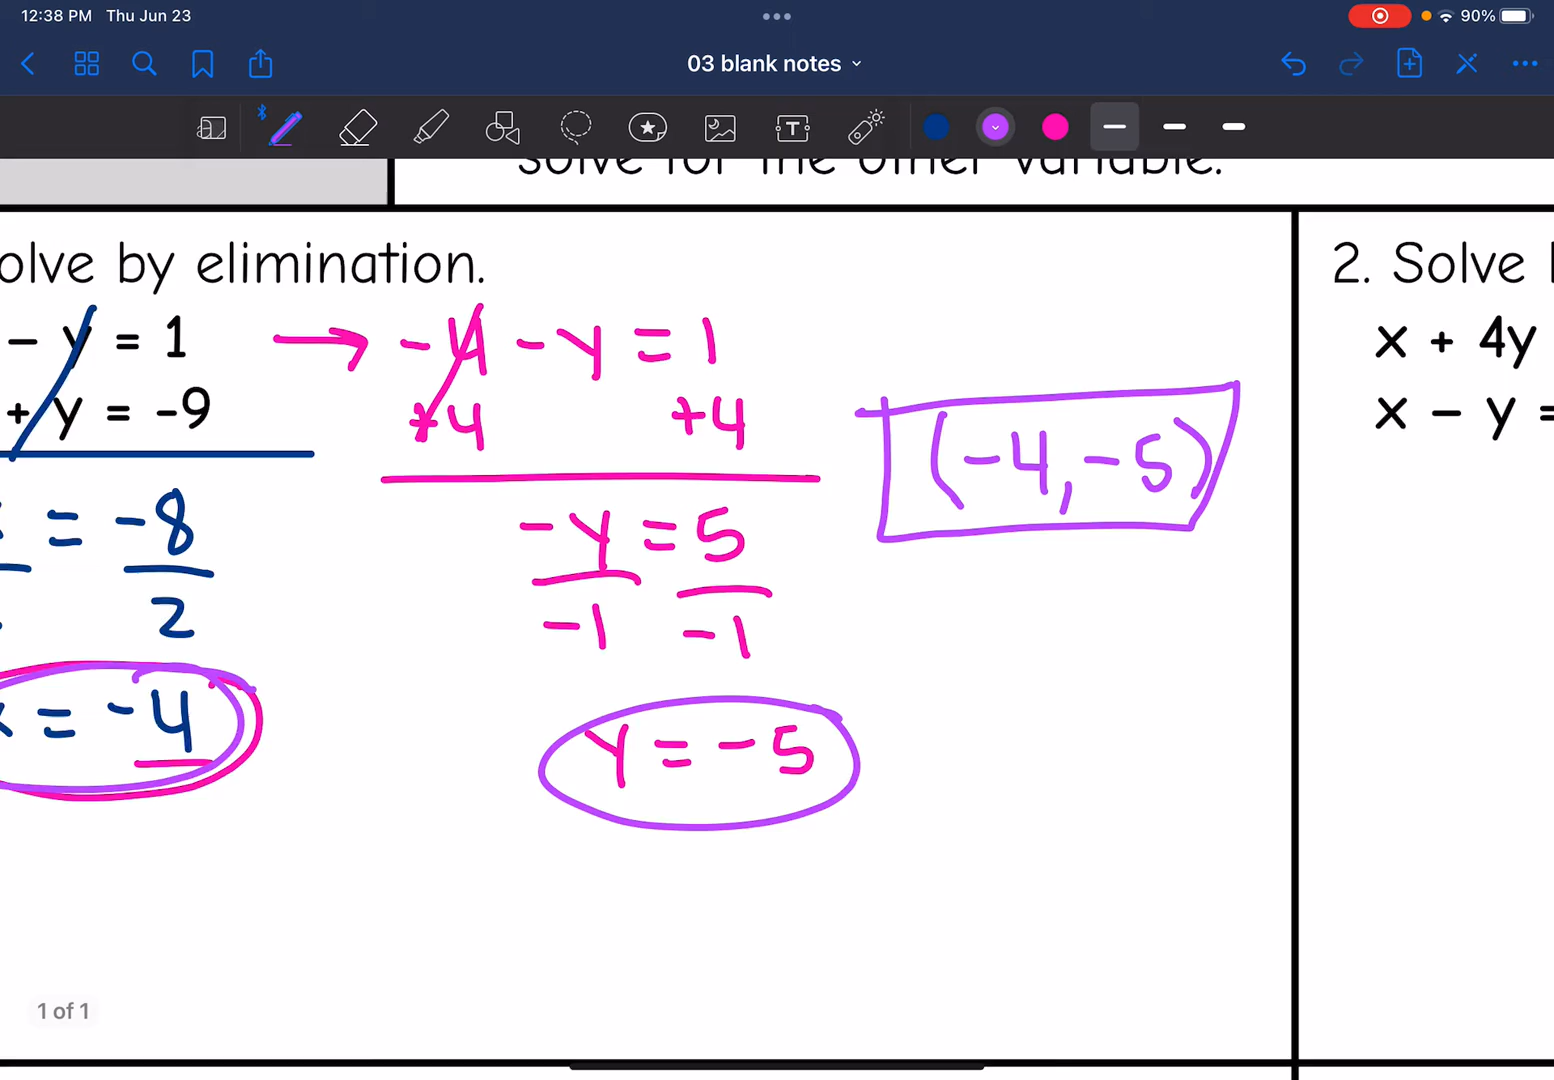 12:38 PM Thu Jun 23
90%
03 blank notes
T
solve for the other variable.
olve by elimination.
- y = 1
+ y = -9
= -8
2
x = -4
-4 - y = 1
+4 +4
-y = 5
-1 -1
y = -5
(-4, -5)
2. Solve
x + 4y
x - y =
1 of 1